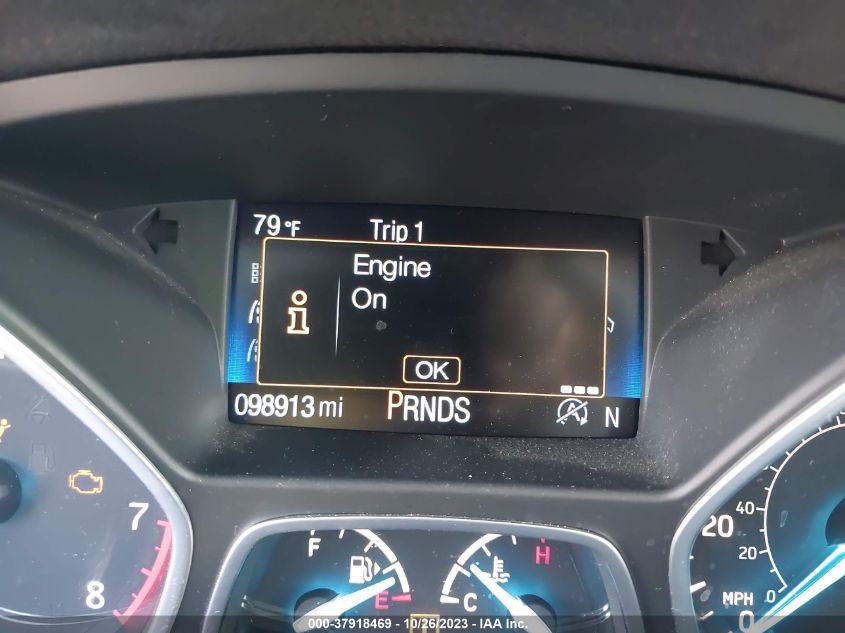 79 °F Trip 1
Engine
On
OK
098913 mi PRNDS N
7
8
F
E
H
C
20
0
MPH
40
20
0
000-37918469 - 10/26/2023 - IAA Inc.